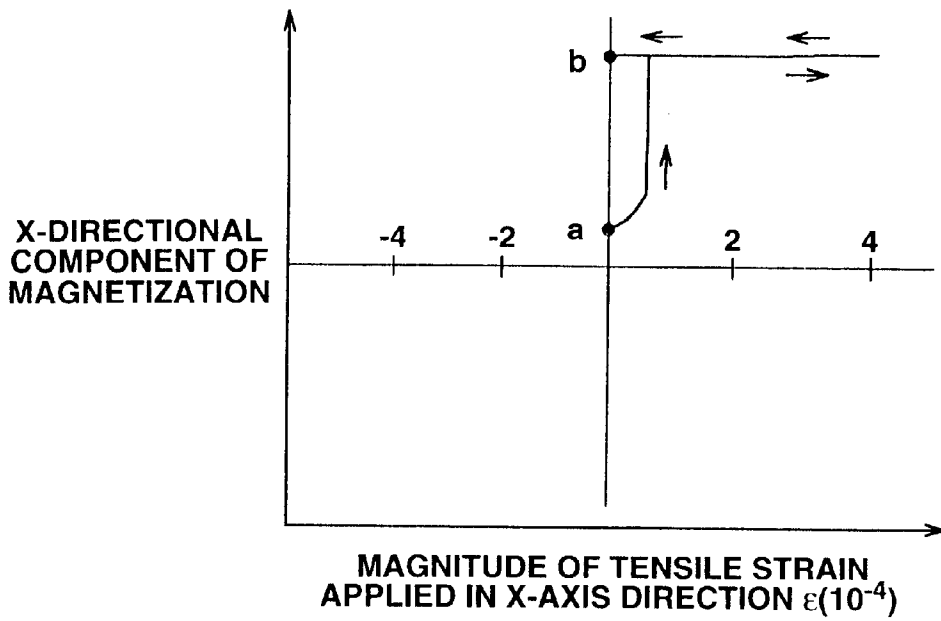 b
a
-4
-2
2
4
X-DIRECTIONAL
COMPONENT OF
MAGNETIZATION
MAGNITUDE OF TENSILE STRAIN
APPLIED IN X-AXIS DIRECTION ε(10⁻⁴)